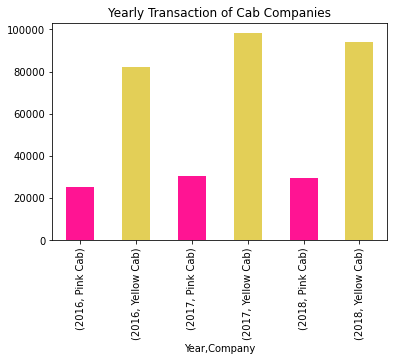 Yearly Transaction of Cab Companies
100000
80000
60000
40000
20000
0
(2016, Pink Cab)
(2016, Yellow Cab)
(2017, Pink Cab)
(2017, Yellow Cab)
(2018, Pink Cab)
(2018, Yellow Cab)
Year,Company